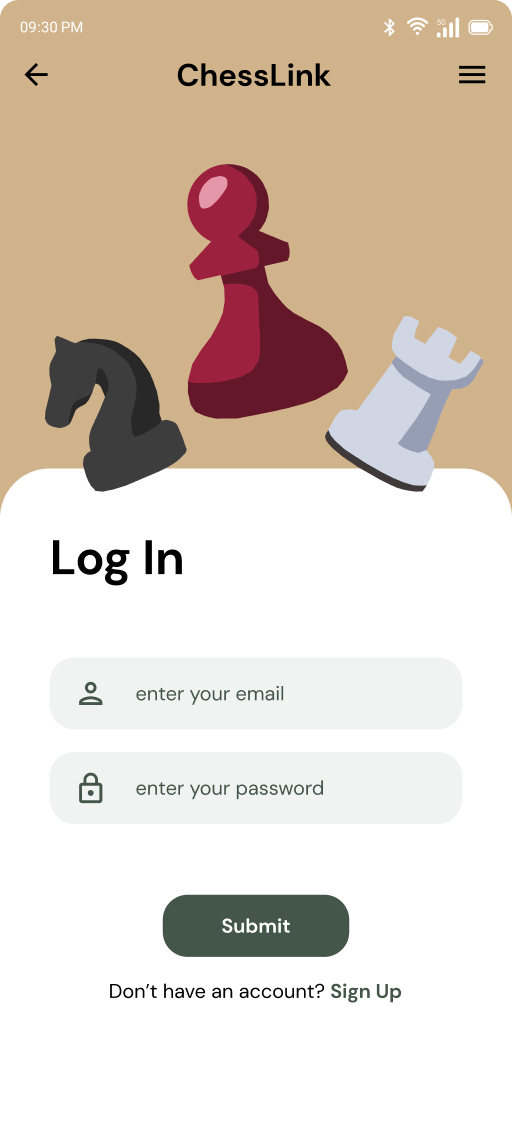 09:30 PM 5G
ChessLink
Log In
enter your email
enter your password
Submit
Don’t have an account? Sign Up